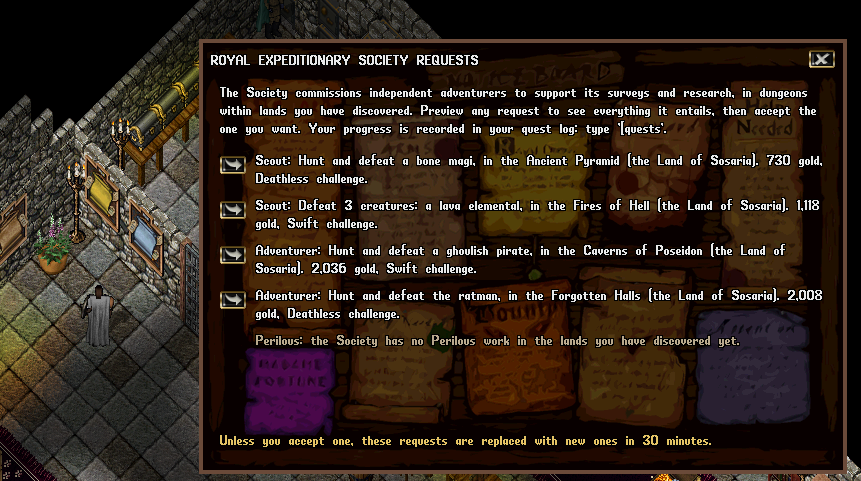 ROYAL EXPEDITIONARY SOCIETY REQUESTS
The Society commissions independent adventurers to support its surveys and research, in dungeons
within lands you have discovered. Preview any request to see everything it entails, then accept the
one you want. Your progress is recorded in your quest log: type '[quests'.
Scout: Hunt and defeat a bone magi, in the Ancient Pyramid (the Land of Sosaria). 730 gold,
Deathless challenge.
Scout: Defeat 3 creatures: a lava elemental, in the Fires of Hell (the Land of Sosaria). 1,118
gold, Swift challenge.
Adventurer: Hunt and defeat a ghoulish pirate, in the Caverns of Poseidon (the Land of
Sosaria). 2,036 gold, Swift challenge.
Adventurer: Hunt and defeat the ratman, in the Forgotten Halls (the Land of Sosaria). 2,008
gold, Deathless challenge.
Perilous: the Society has no Perilous work in the lands you have discovered yet.
MADAME
FORTUNE
Unless you accept one, these requests are replaced with new ones in 30 minutes.